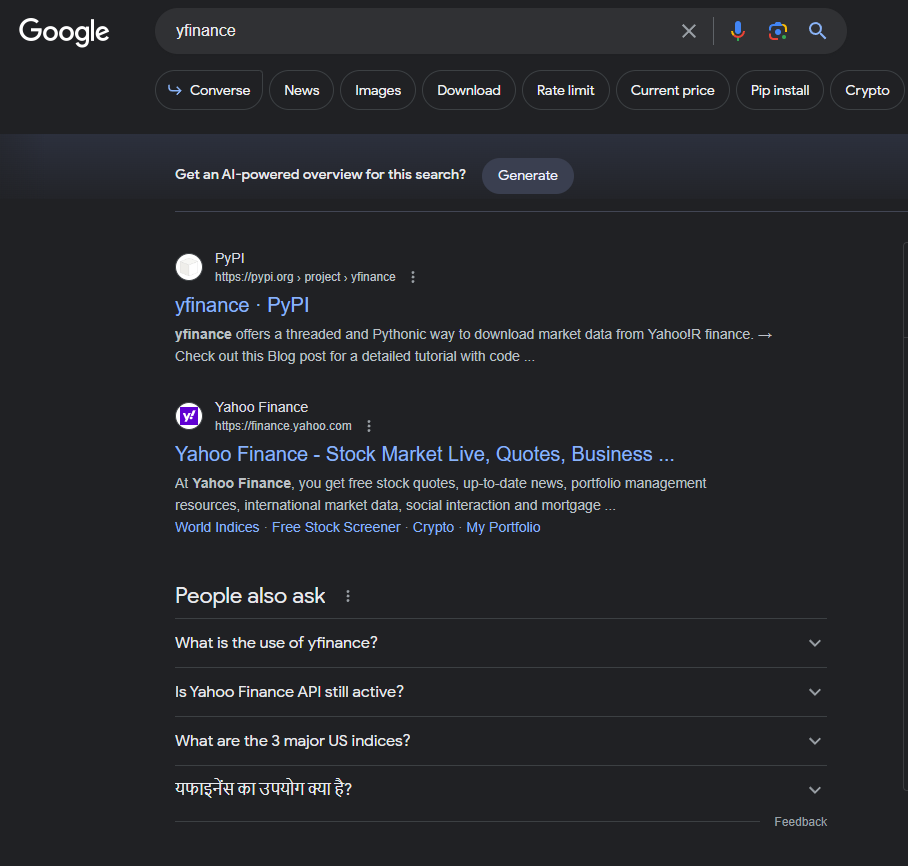 Google
yfinance
Converse
News
Images
Download
Rate limit
Current price
Pip install
Crypto
Get an AI-powered overview for this search?
Generate
PyPI
https://pypi.org › project › yfinance
yfinance · PyPI
yfinance offers a threaded and Pythonic way to download market data from Yahoo!R finance. →
Check out this Blog post for a detailed tutorial with code ...
y!
Yahoo Finance
https://finance.yahoo.com
Yahoo Finance - Stock Market Live, Quotes, Business ...
At Yahoo Finance, you get free stock quotes, up-to-date news, portfolio management
resources, international market data, social interaction and mortgage ...
World Indices · Free Stock Screener · Crypto · My Portfolio
People also ask
What is the use of yfinance?
Is Yahoo Finance API still active?
What are the 3 major US indices?
यफाइनेंस का उपयोग क्या है?
Feedback